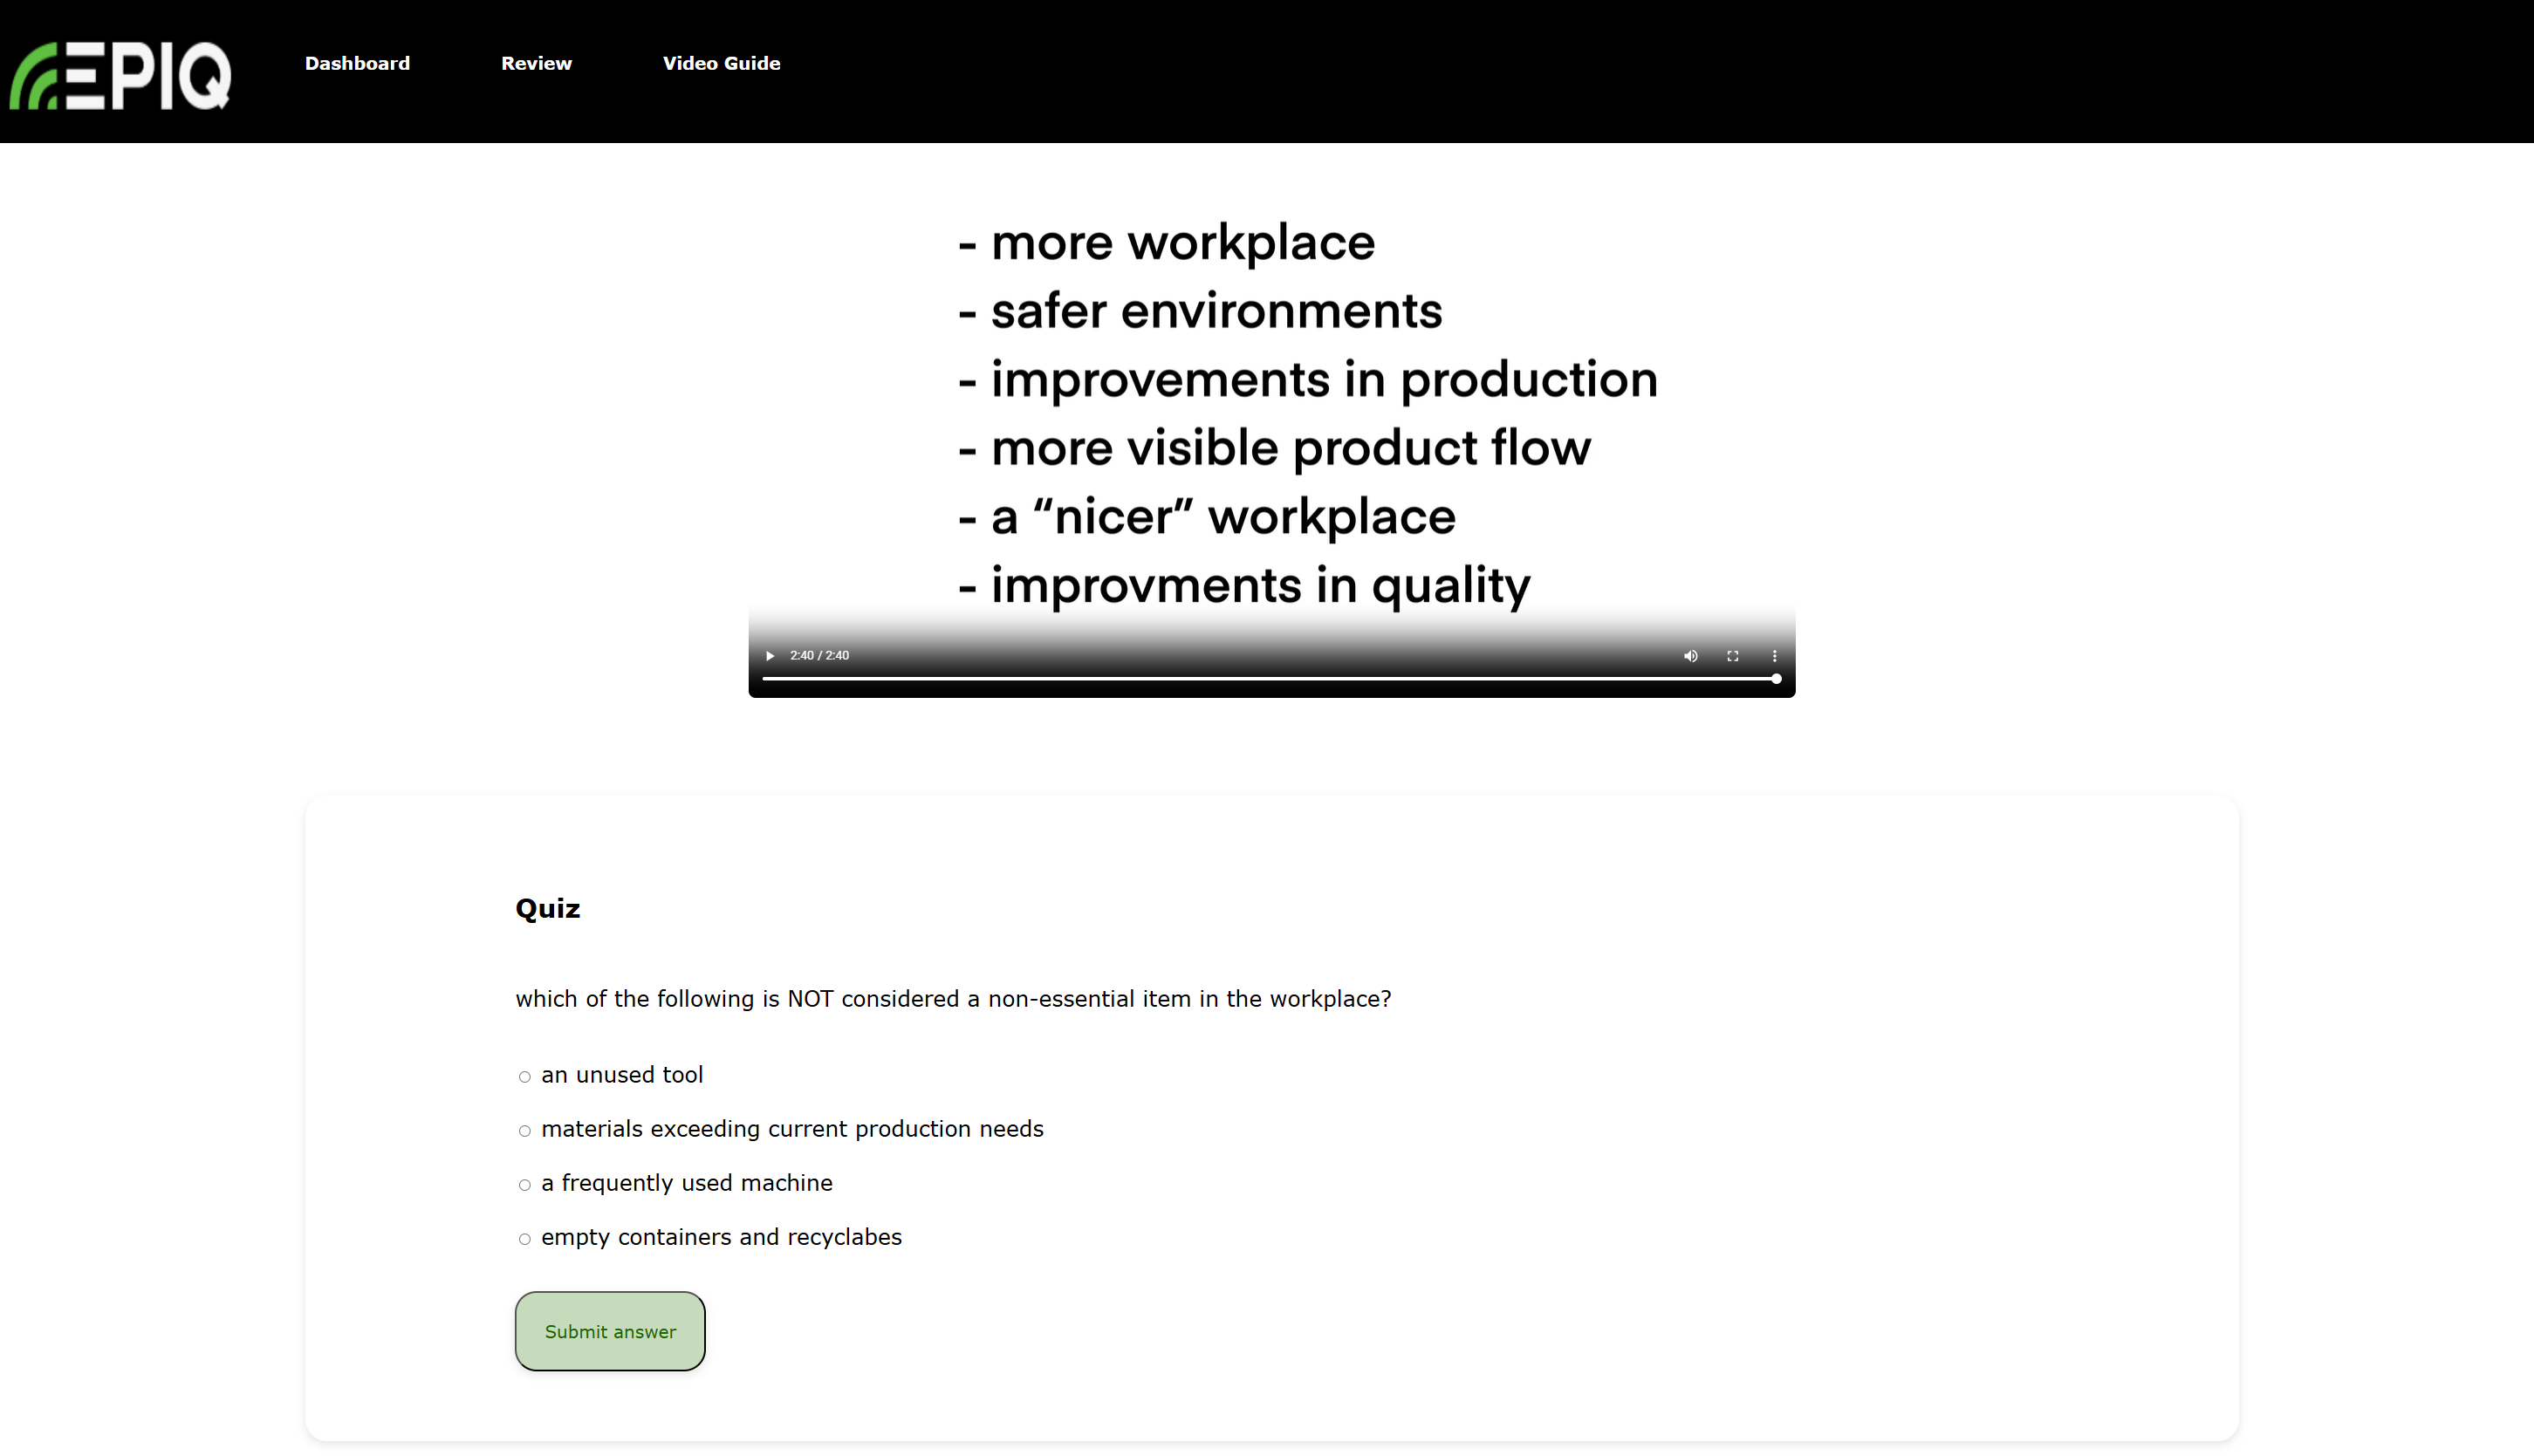 EPIQ
Dashboard Review Video Guide
- more workplace
- safer environments
- improvements in production
- more visible product flow
- a “nicer” workplace
- improvments in quality
2:40 / 2:40
Quiz
which of the following is NOT considered a non-essential item in the workplace?
an unused tool
materials exceeding current production needs
a frequently used machine
empty containers and recyclabes
Submit answer